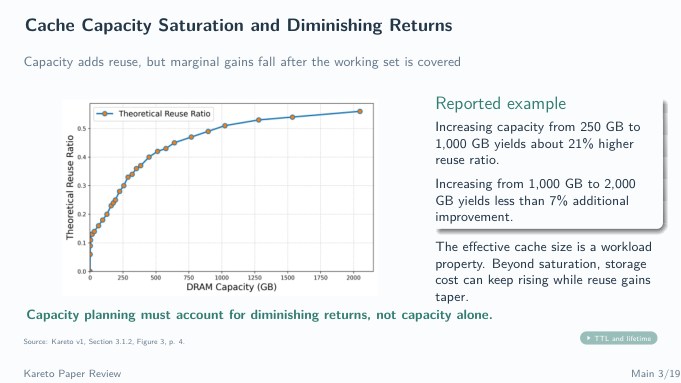 Cache Capacity Saturation and Diminishing Returns
Capacity adds reuse, but marginal gains fall after the working set is covered
Theoretical Reuse Ratio
Theoretical Reuse Ratio
0.5
0.4
0.3
0.2
0.1
0.0
0 250 500 750 1000 1250 1500 1750 2000
DRAM Capacity (GB)
Reported example
Increasing capacity from 250 GB to
1,000 GB yields about 21% higher
reuse ratio.
Increasing from 1,000 GB to 2,000
GB yields less than 7% additional
improvement.
The effective cache size is a workload
property. Beyond saturation, storage
cost can keep rising while reuse gains
taper.
Capacity planning must account for diminishing returns, not capacity alone.
Source: Kareto v1, Section 3.1.2, Figure 3, p. 4.
TTL and lifetime
Kareto Paper Review
Main 3/19